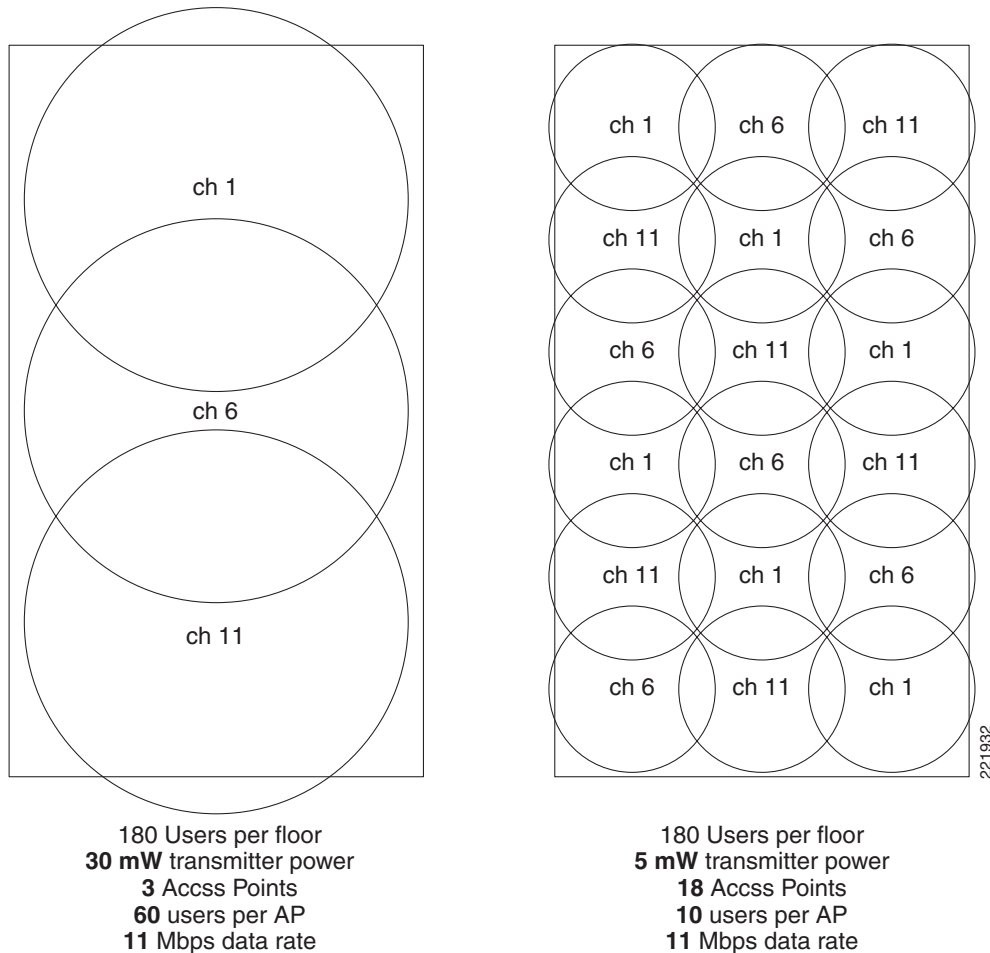 ch 1
ch 6
ch 11
180 Users per floor
30 mW transmitter power
3 Accss Points
60 users per AP
11 Mbps data rate
ch 1 ch 6 ch 11
ch 11 ch 1 ch 6
ch 6 ch 11 ch 1
ch 1 ch 6 ch 11
ch 11 ch 1 ch 6
ch 6 ch 11 ch 1
221932
180 Users per floor
5 mW transmitter power
18 Accss Points
10 users per AP
11 Mbps data rate